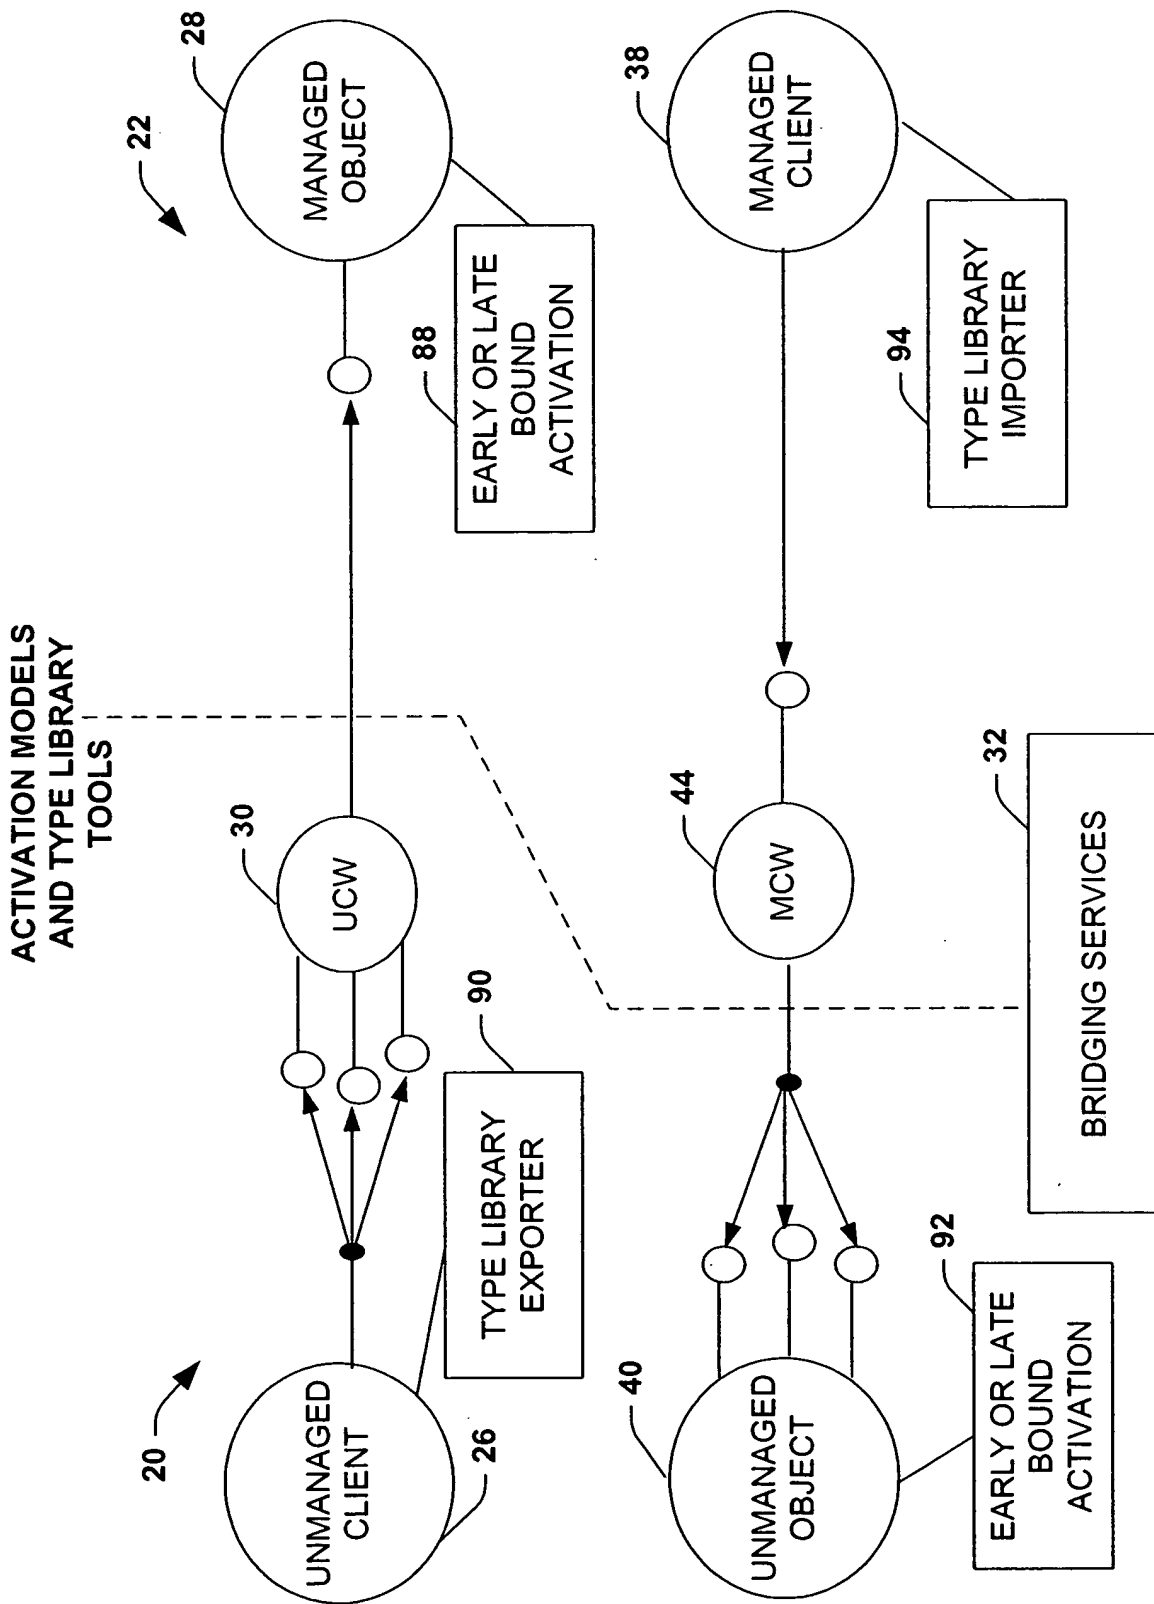 ACTIVATION MODELS
AND TYPE LIBRARY
TOOLS
20
22
UNMANAGED
CLIENT
26
TYPE LIBRARY
EXPORTER
90
UCW
30
MANAGED
OBJECT
28
EARLY OR LATE
BOUND
ACTIVATION
88
UNMANAGED
OBJECT
40
EARLY OR LATE
BOUND
ACTIVATION
92
MCW
44
MANAGED
CLIENT
38
TYPE LIBRARY
IMPORTER
94
BRIDGING SERVICES
32